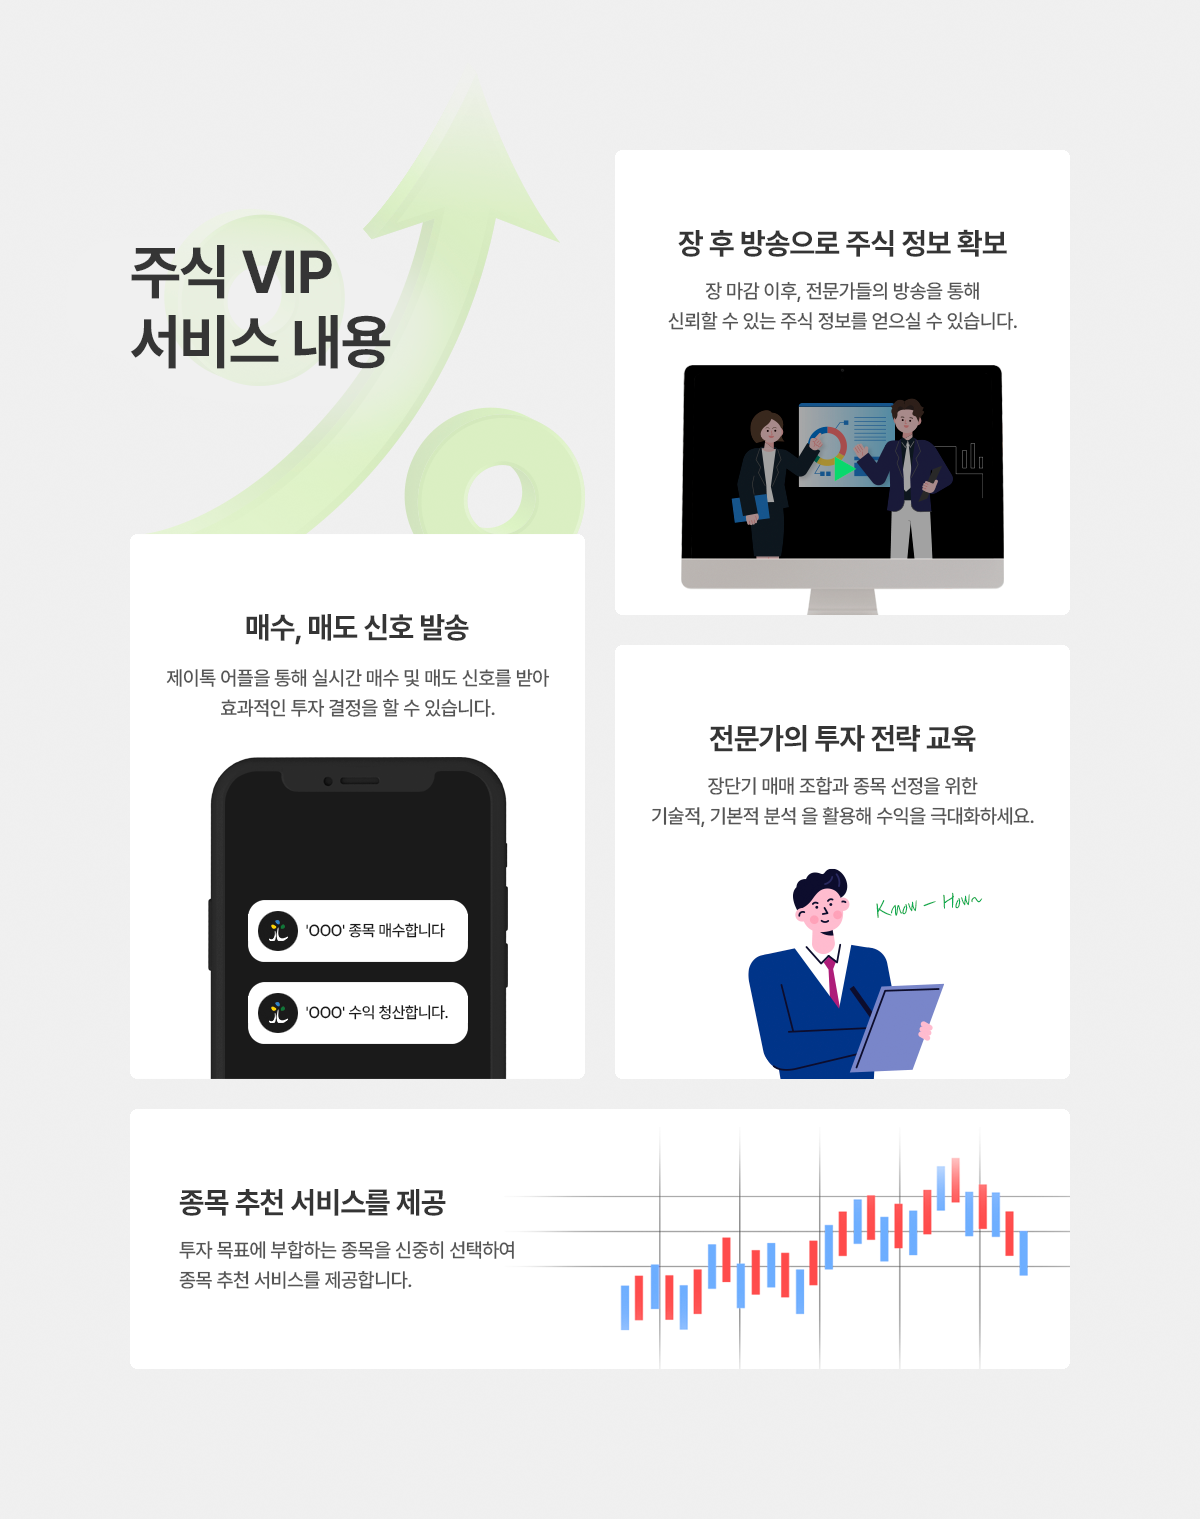 주식 VIP
서비스 내용
장 후 방송으로 주식 정보 확보
장 마감 이후, 전문가들의 방송을 통해
신뢰할 수 있는 주식 정보를 얻으실 수 있습니다.
매수, 매도 신호 발송
제이톡 어플을 통해 실시간 매수 및 매도 신호를 받아
효과적인 투자 결정을 할 수 있습니다.
'OOO' 종목 매수합니다
'OOO' 수익 청산합니다.
전문가의 투자 전략 교육
장단기 매매 조합과 종목 선정을 위한
기술적, 기본적 분석 을 활용해 수익을 극대화하세요.
Know - How~
종목 추천 서비스를 제공
투자 목표에 부합하는 종목을 신중히 선택하여
종목 추천 서비스를 제공합니다.